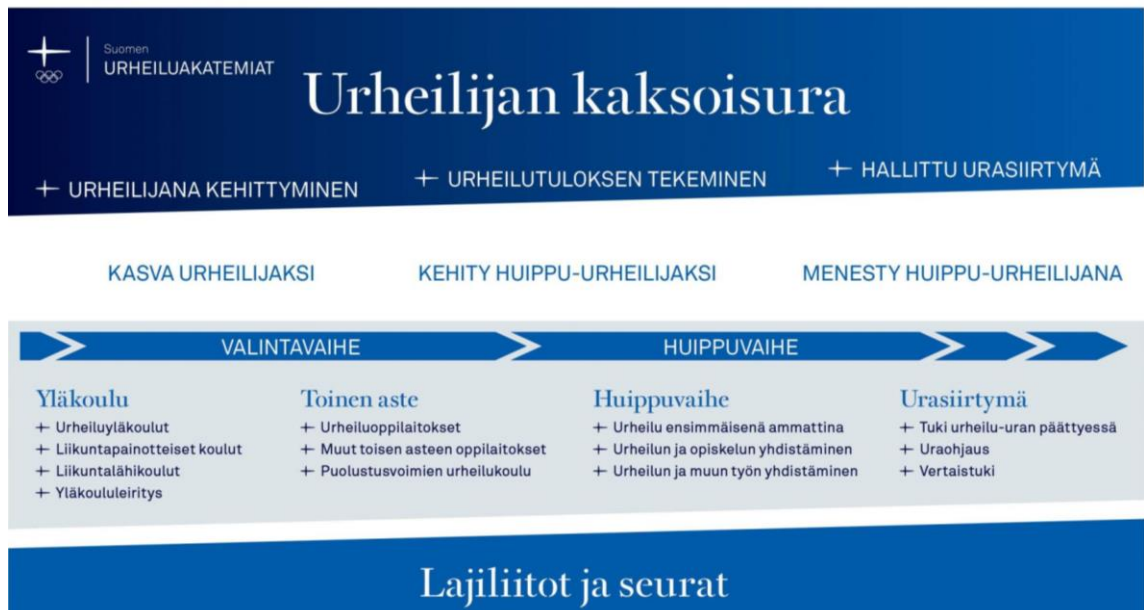 Suomen
URHEILUAKATEMIAT
Urheilijan kaksoisura
+ URHEILIJANA KEHITTYMINEN
+ URHEILUTULOKSEN TEKEMINEN
+ HALLITTU URASIIRTYMÄ
KASVA URHEILIJAKSI
KEHITY HUIPPU-URHEILIJAKSI
MENESTY HUIPPU-URHEILIJANA
VALINTAVAIHE
HUIPPUVAIHE
Yläkoulu
+ Urheiluyläkoulut
+ Liikuntapainotteiset koulut
+ Liikuntalähikoulut
+ Yläkoululeiritys
Toinen aste
+ Urheiluoppilaitokset
+ Muut toisen asteen oppilaitokset
+ Puolustusvoimien urheilukoulu
Huippuvaihe
+ Urheilu ensimmäisenä ammattina
+ Urheilun ja opiskelun yhdistäminen
+ Urheilun ja muun työn yhdistäminen
Urasiirtymä
+ Tuki urheilu-uran päättyessä
+ Uraohjaus
+ Vertaistuki
Lajiliitot ja seurat